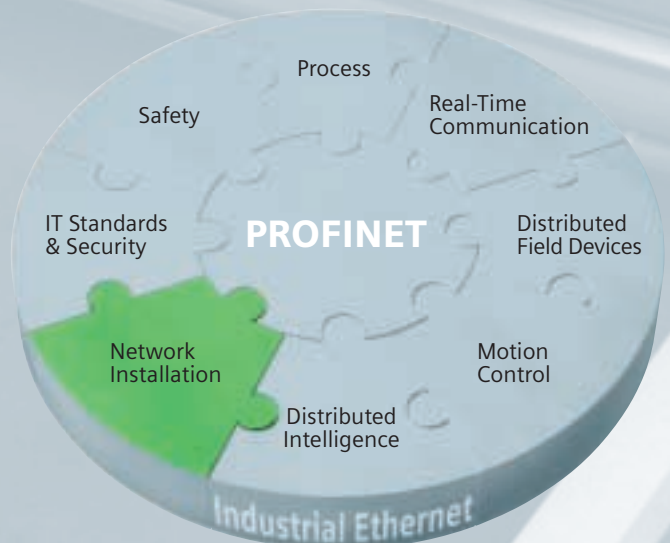 Process
Real-Time
Communication
Safety
IT Standards
& Security
PROFINET
Distributed
Field Devices
Network
Installation
Motion
Control
Distributed
Intelligence
Industrial Ethernet